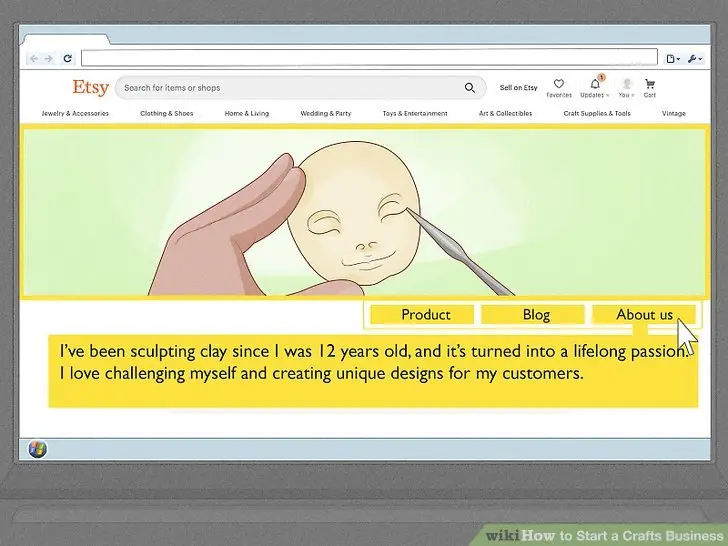 Etsy
Search for items or shops
Sell on Etsy
Favorites
1
Updates
You
Cart
Jewelry & Accessories
Clothing & Shoes
Home & Living
Wedding & Party
Toys & Entertainment
Art & Collectibles
Craft Supplies & Tools
Vintage
Product
Blog
About us
I've been sculpting clay since I was 12 years old, and it's turned into a lifelong passion.
I love challenging myself and creating unique designs for my customers.
wikiHow to Start a Crafts Business